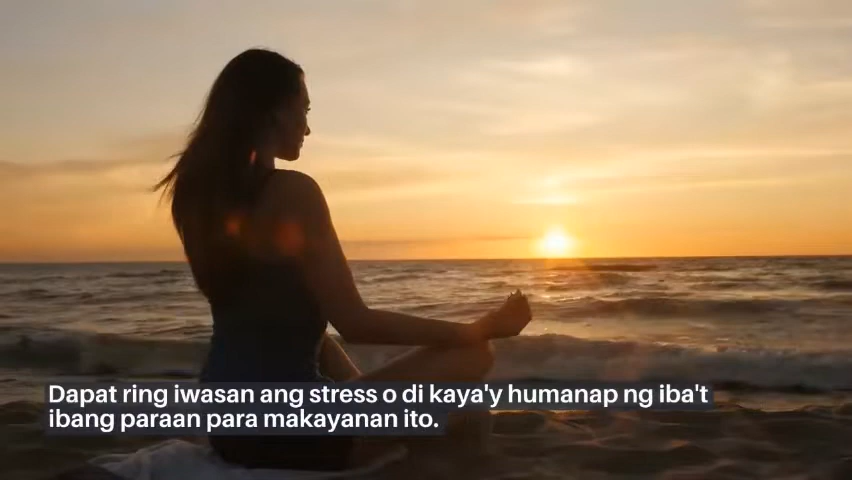 Dapat ring iwasan ang stress o di kaya'y humanap ng iba't
ibang paraan para makayanan ito.